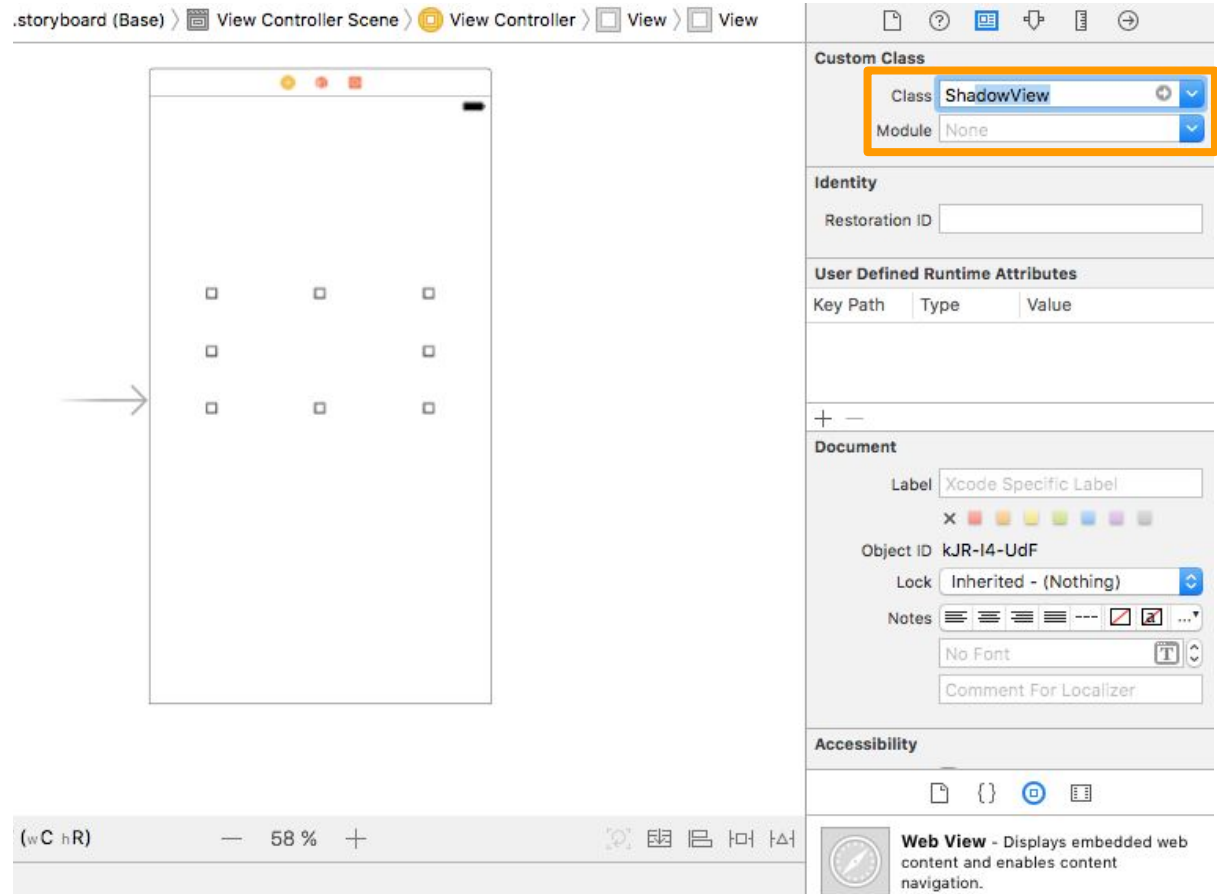 .storyboard (Base) 〉 View Controller Scene 〉 View Controller 〉 View 〉 View
Custom Class
Class ShadowView
Module None
Identity
Restoration ID
User Defined Runtime Attributes
Key Path Type Value
+ −
Document
Label Xcode Specific Label
Object ID kJR-I4-UdF
Lock Inherited - (Nothing)
Notes
No Font
Comment For Localizer
Accessibility
{}
(wC hR) — 58 % +
Web View - Displays embedded web
content and enables content
navigation.